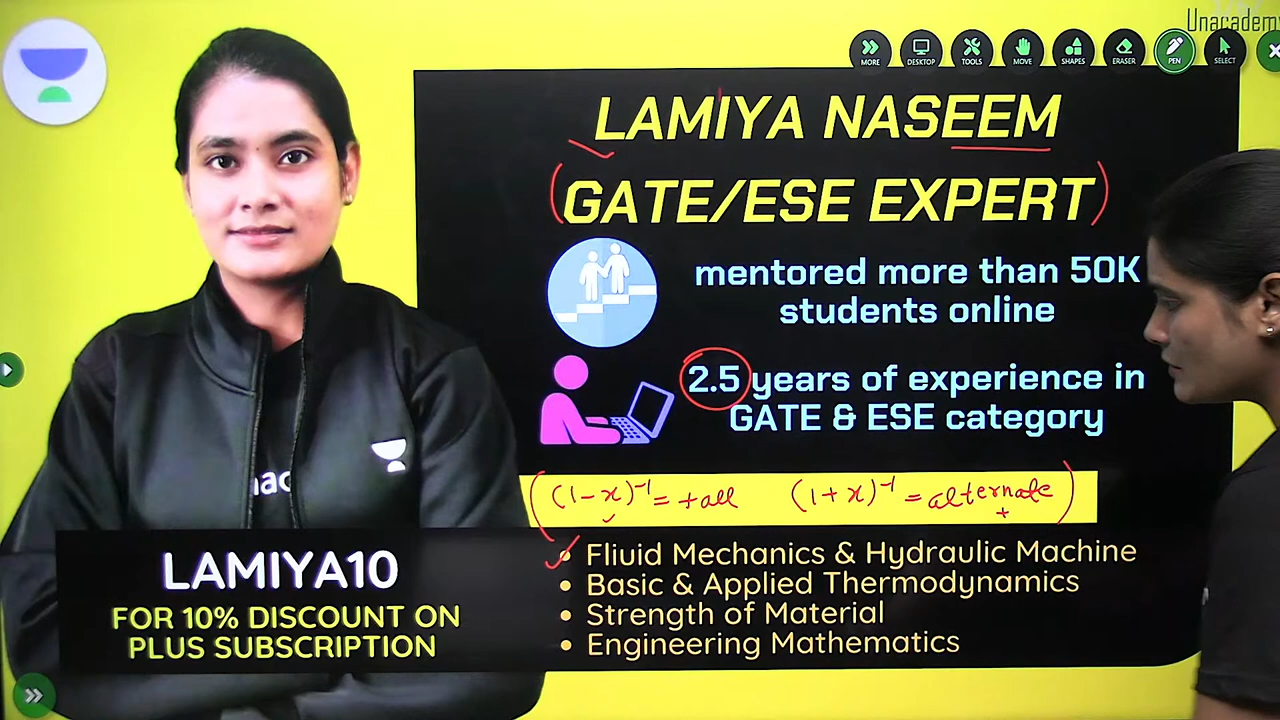 Unacademy
MORE DESKTOP TOOLS MOVE SHAPES ERASER PEN SELECT
LAMIYA NASEEM
(GATE/ESE EXPERT)
mentored more than 50K
students online
2.5 years of experience in
GATE & ESE category
(1-x)⁻¹ = +all (1+x)⁻¹ = alternate
+
LAMIYA10
FOR 10% DISCOUNT ON
PLUS SUBSCRIPTION
• Fliuid Mechanics & Hydraulic Machine
• Basic & Applied Thermodynamics
• Strength of Material
• Engineering Mathematics